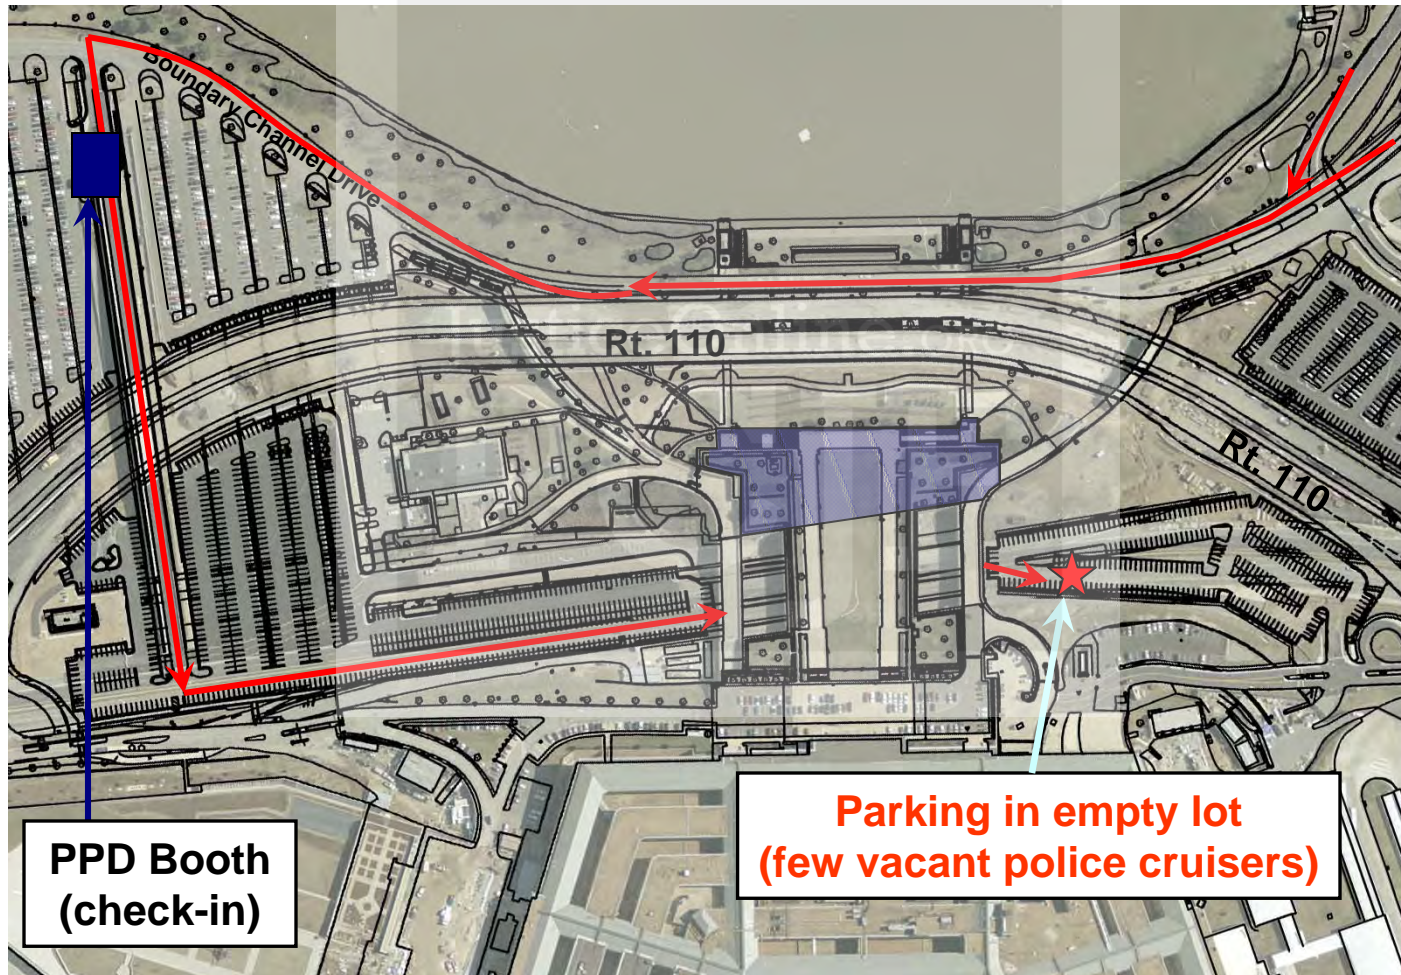 Boundary Channel Drive
Rt. 110
Rt. 110
PPD Booth
(check-in)
Parking in empty lot
(few vacant police cruisers)